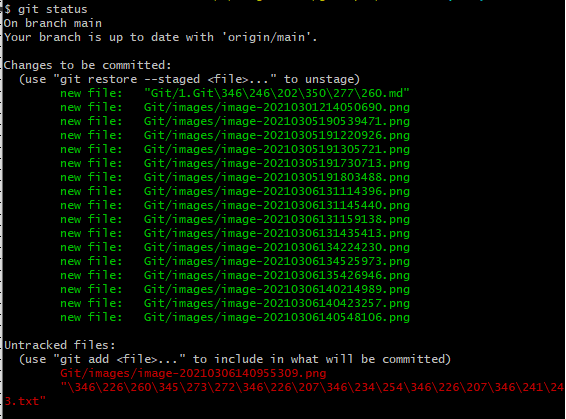 $ git status
On branch main
Your branch is up to date with 'origin/main'.
Changes to be committed:
(use "git restore --staged <file>..." to unstage)
new file: "Git/1.Git\346\246\202\350\277\260.md"
new file: Git/images/image-20210301214050690.png
new file: Git/images/image-20210305190539471.png
new file: Git/images/image-20210305191220926.png
new file: Git/images/image-20210305191305721.png
new file: Git/images/image-20210305191730713.png
new file: Git/images/image-20210305191803488.png
new file: Git/images/image-20210306131114396.png
new file: Git/images/image-20210306131145440.png
new file: Git/images/image-20210306131159138.png
new file: Git/images/image-20210306131435413.png
new file: Git/images/image-20210306134224230.png
new file: Git/images/image-20210306134525973.png
new file: Git/images/image-20210306135426946.png
new file: Git/images/image-20210306140214989.png
new file: Git/images/image-20210306140423257.png
new file: Git/images/image-20210306140548106.png
Untracked files:
(use "git add <file>..." to include in what will be committed)
Git/images/image-20210306140955309.png
"\346\226\260\345\273\272\346\226\207\346\234\254\346\226\207\346\241\24
3.txt"